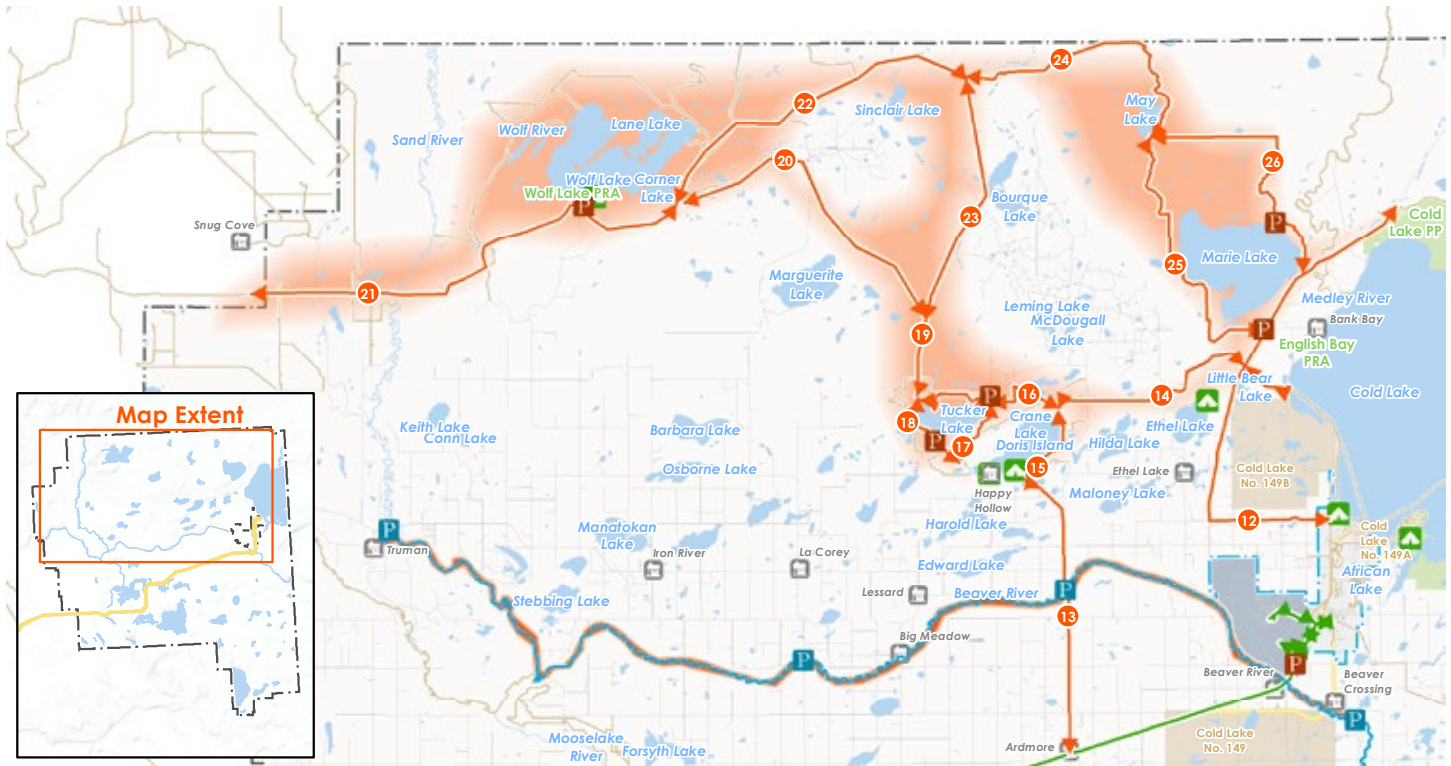 24
May
Lake
22
Sinclair Lake
Lane Lake
Wolf River
Sand River
20
26
Wolf Lake
Corner
Lake
Wolf Lake PRA
P
Bourque
Lake
23
P
Cold
Lake PP
Snug Cove
Marie Lake
25
Marguerite
Lake
21
Leming Lake
McDougall
Lake
Medley River
Bank Bay
19
P
English Bay
PRA
Little Bear
Lake
Cold Lake
14
16
P
Map Extent
Tucker
Lake
Crane
Lake
18
Keith Lake
Conn Lake
Barbara Lake
Ethel Lake
Hilda Lake
P
17
Doris Island
15
Osborne Lake
Ethel Lake
Cold Lake
No. 149B
Happy
Hollow
Maloney Lake
Harold Lake
12
P
Truman
Manatokan
Lake
Iron River
La Corey
Cold
Lake
No. 149A
Edward Lake
African
Lake
Stebbing Lake
Lessard
Beaver River
P
13
Big Meadow
P
P
Beaver River
Beaver
Crossing
P
Mooselake
River
Forsyth Lake
Ardmore
Cold Lake
No. 149